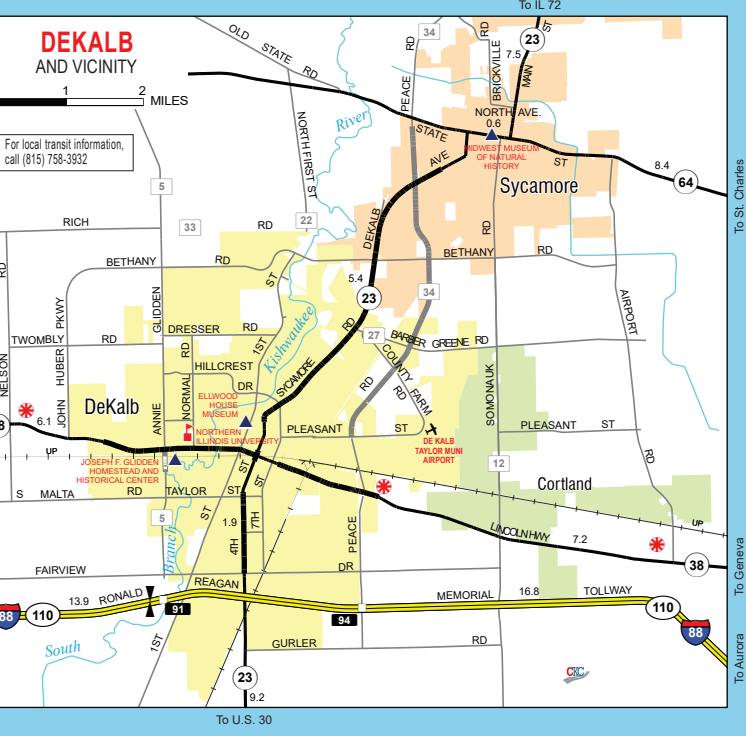 To IL 72
DEKALB
AND VICINITY
1 2
MILES
For local transit information,
call (815) 758-3932
OLD STATE RD
River
NORTH FIRST ST
PEACE RD
34
BRICKVILLE RD
23
7.5
MAIN ST
NORTH AVE.
0.6
STATE ST
MIDWEST MUSEUM
OF NATURAL
HISTORY
8.4
64
To St. Charles
Sycamore
DEKALB AVE
5
33
22
RICH RD
BETHANY RD
BETHANY RD
RD
5.4
23
34
27
GLIDDEN
ANNIE
JOHN HUBER PKWY
NELSON RD
TWOMBLY RD
DRESSER RD
NORMAL RD
HILLCREST DR
1ST ST
Kishwaukee
SYCAMORE RD
BARBER GREENE RD
COUNTY FARM RD
PEACE RD
SOMONAUK
AIRPORT RD
DeKalb
ELLWOOD
HOUSE
MUSEUM
NORTHERN
ILLINOIS UNIVERSITY
8
6.1
UP
PLEASANT ST
DE KALB
TAYLOR MUNI
AIRPORT
PLEASANT ST
12
JOSEPH F. GLIDDEN
HOMESTEAD AND
HISTORICAL CENTER
S MALTA RD
TAYLOR ST
ST
ST
ST
5
Branch
1.9
4TH
7TH
PEACE
Cortland
UP
LINCOLN HWY
7.2
38
To Geneva
FAIRVIEW DR
13.9
RONALD REAGAN MEMORIAL TOLLWAY
16.8
88
110
91
94
110
88
South
1ST
GURLER RD
23
9.2
CKC
To Aurora
To U.S. 30